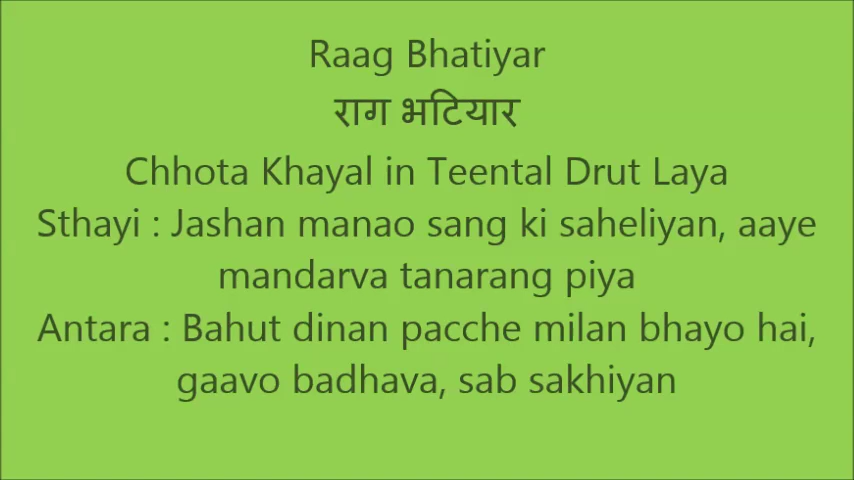 Raag Bhatiyar
राग भटियार
Chhota Khayal in Teental Drut Laya
Sthayi : Jashan manao sang ki saheliyan, aaye
mandarva tanarang piya
Antara : Bahut dinan pacche milan bhayo hai,
gaavo badhava, sab sakhiyan